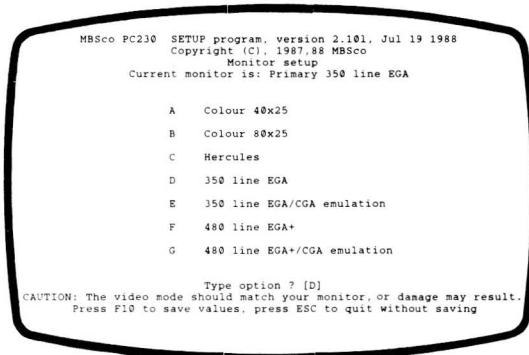 MBSco PC230 SETUP program, version 2.101, Jul 19 1988
Copyright (C), 1987,88 MBSco
Monitor setup
Current monitor is: Primary 350 line EGA
A Colour 40x25
B Colour 80x25
C Hercules
D 350 line EGA
E 350 line EGA/CGA emulation
F 480 line EGA+
G 480 line EGA+/CGA emulation
Type option ? [D]
CAUTION: The video mode should match your monitor, or damage may result.
Press F10 to save values, press ESC to quit without saving